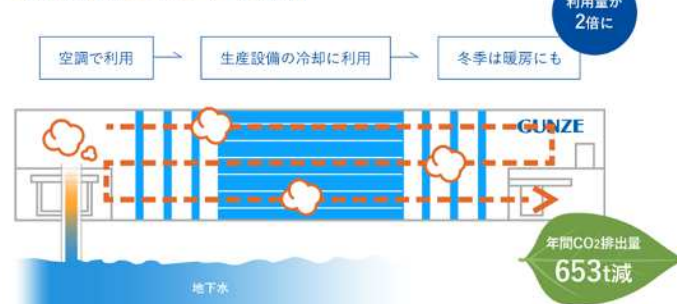 利用量が
2倍に
空調で利用
生産設備の冷却に利用
冬季は暖房にも
GUNZE
年間CO2排出量
653t減
地下水